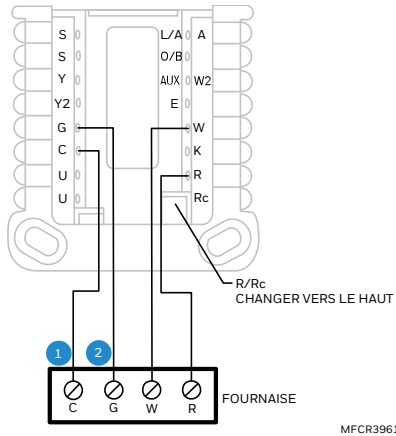 S L/A A
S O/B
Y AUX W2
Y2 E
G W
C K
U R
U Rc
R/Rc
CHANGER VERS LE HAUT
1 2
FOURNAISE
C G W R
MFCR3961